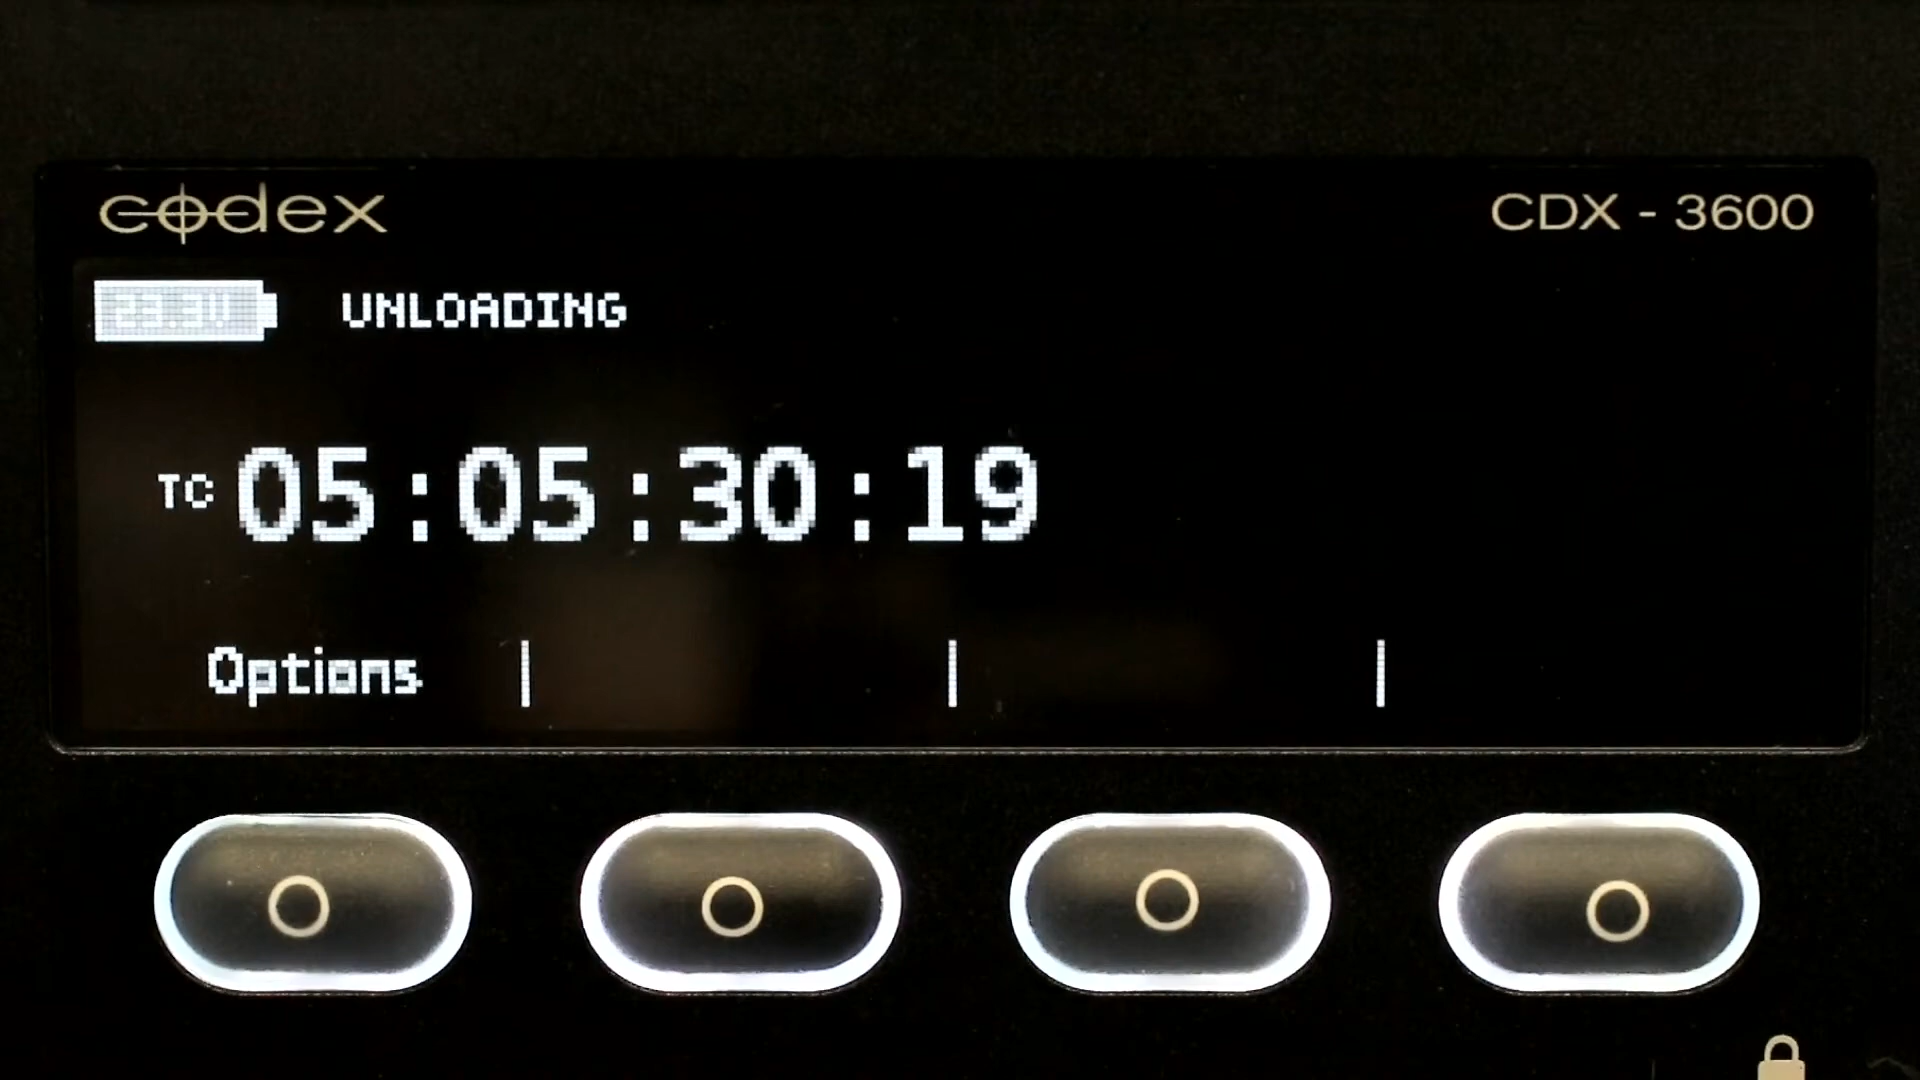 codex
CDX - 3600
UNLOADING
TC 05:05:30:19
Options